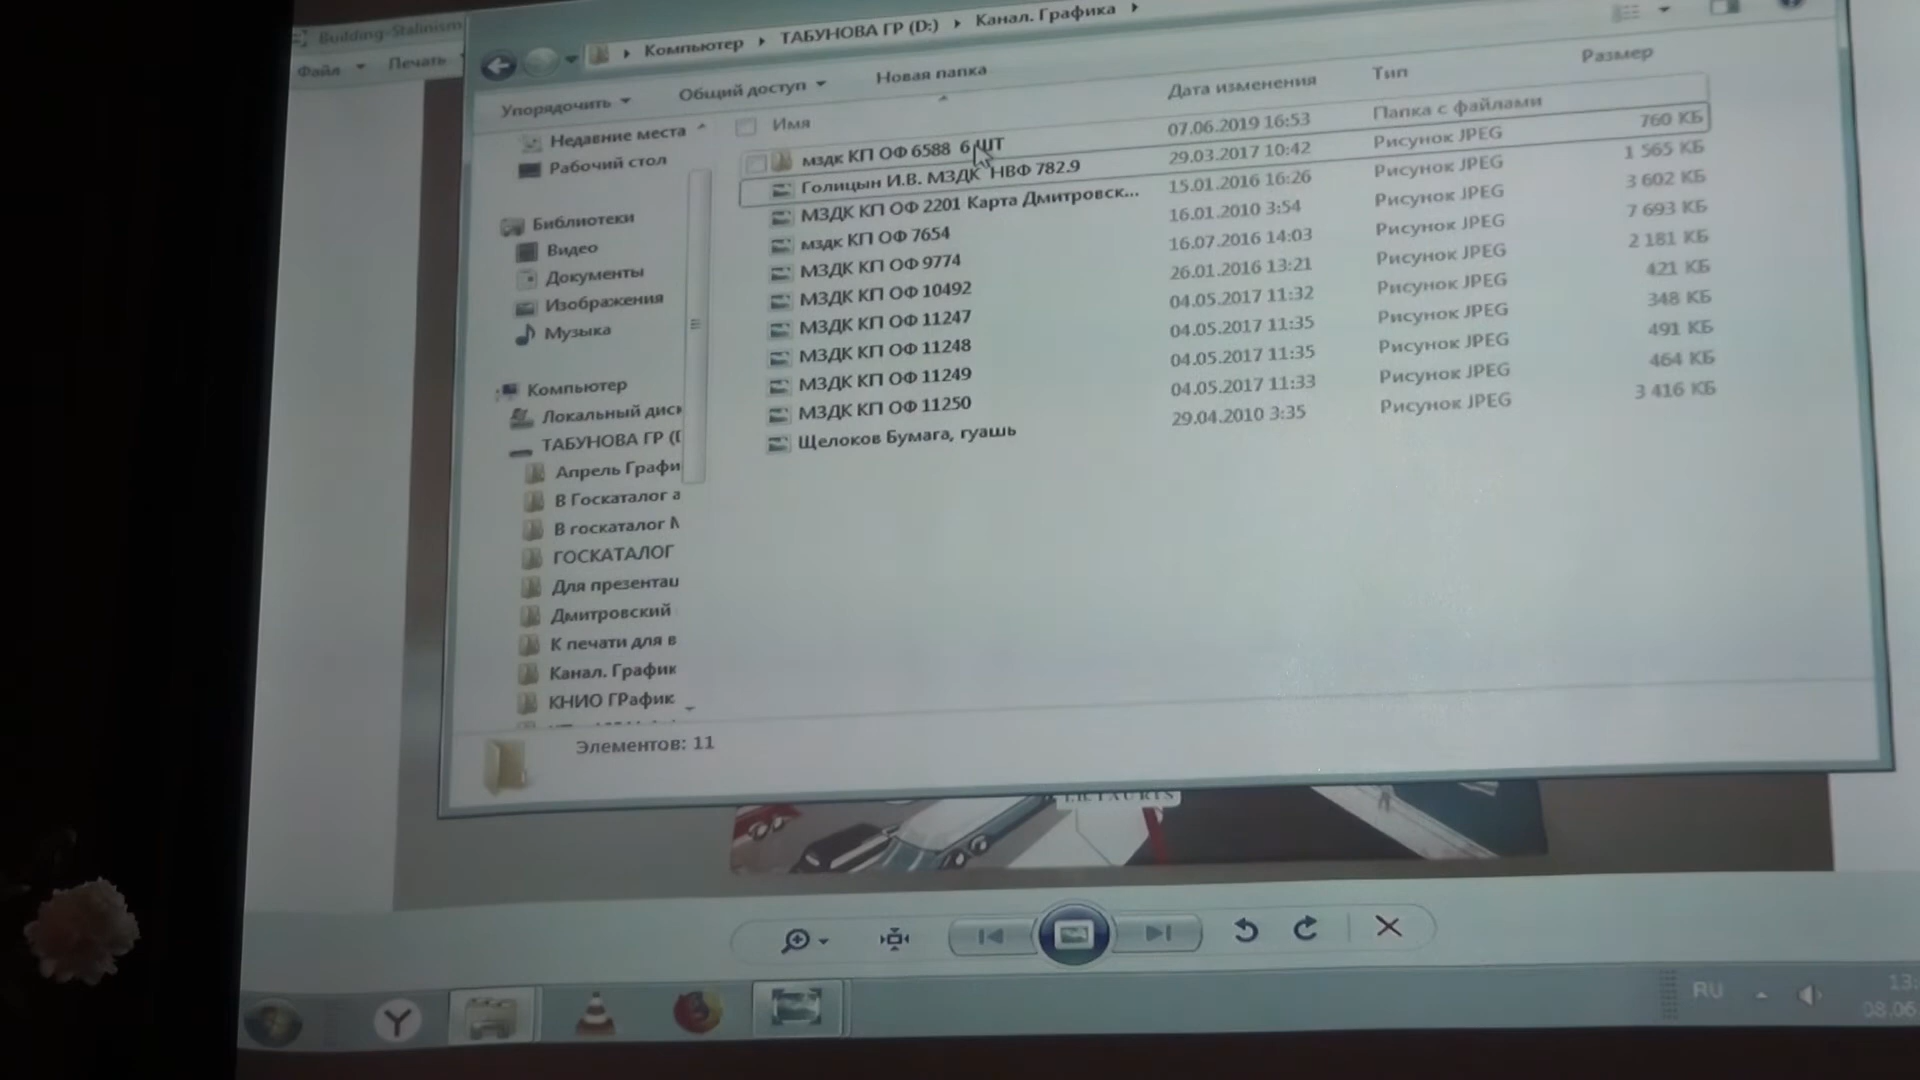 Building-Stalinism
Файл Печать
Компьютер ТАБУНОВА ГР (D:) Канал. Графика
Упорядочить Общий доступ Новая папка
Имя Дата изменения Тип Размер
мздк КП ОФ 6588 6 ШТ 07.06.2019 16:53 Папка с файлами
Голицын И.В. МЗДК НВФ 782.9 29.03.2017 10:42 Рисунок JPEG 760 КБ
МЗДК КП ОФ 2201 Карта Дмитровск... 15.01.2016 16:26 Рисунок JPEG 1 565 КБ
мздк КП ОФ 7654 16.01.2010 3:54 Рисунок JPEG 3 602 КБ
МЗДК КП ОФ 9774 16.07.2016 14:03 Рисунок JPEG 7 693 КБ
МЗДК КП ОФ 10492 26.01.2016 13:21 Рисунок JPEG 2 181 КБ
МЗДК КП ОФ 11247 04.05.2017 11:32 Рисунок JPEG 421 КБ
МЗДК КП ОФ 11248 04.05.2017 11:35 Рисунок JPEG 348 КБ
МЗДК КП ОФ 11249 04.05.2017 11:35 Рисунок JPEG 491 КБ
МЗДК КП ОФ 11250 04.05.2017 11:33 Рисунок JPEG 464 КБ
Щелоков Бумага, гуашь 29.04.2010 3:35 Рисунок JPEG 3 416 КБ
Недавние места
Рабочий стол
Библиотеки
Видео
Документы
Изображения
Музыка
Компьютер
Локальный диск
ТАБУНОВА ГР (D
Апрель Графи
В Госкаталог а
В госкаталог М
ГОСКАТАЛОГ
Для презентац
Дмитровский
К печати для в
Канал. График
КНИО ГРафик
Элементов: 11
RU
13:
08.06